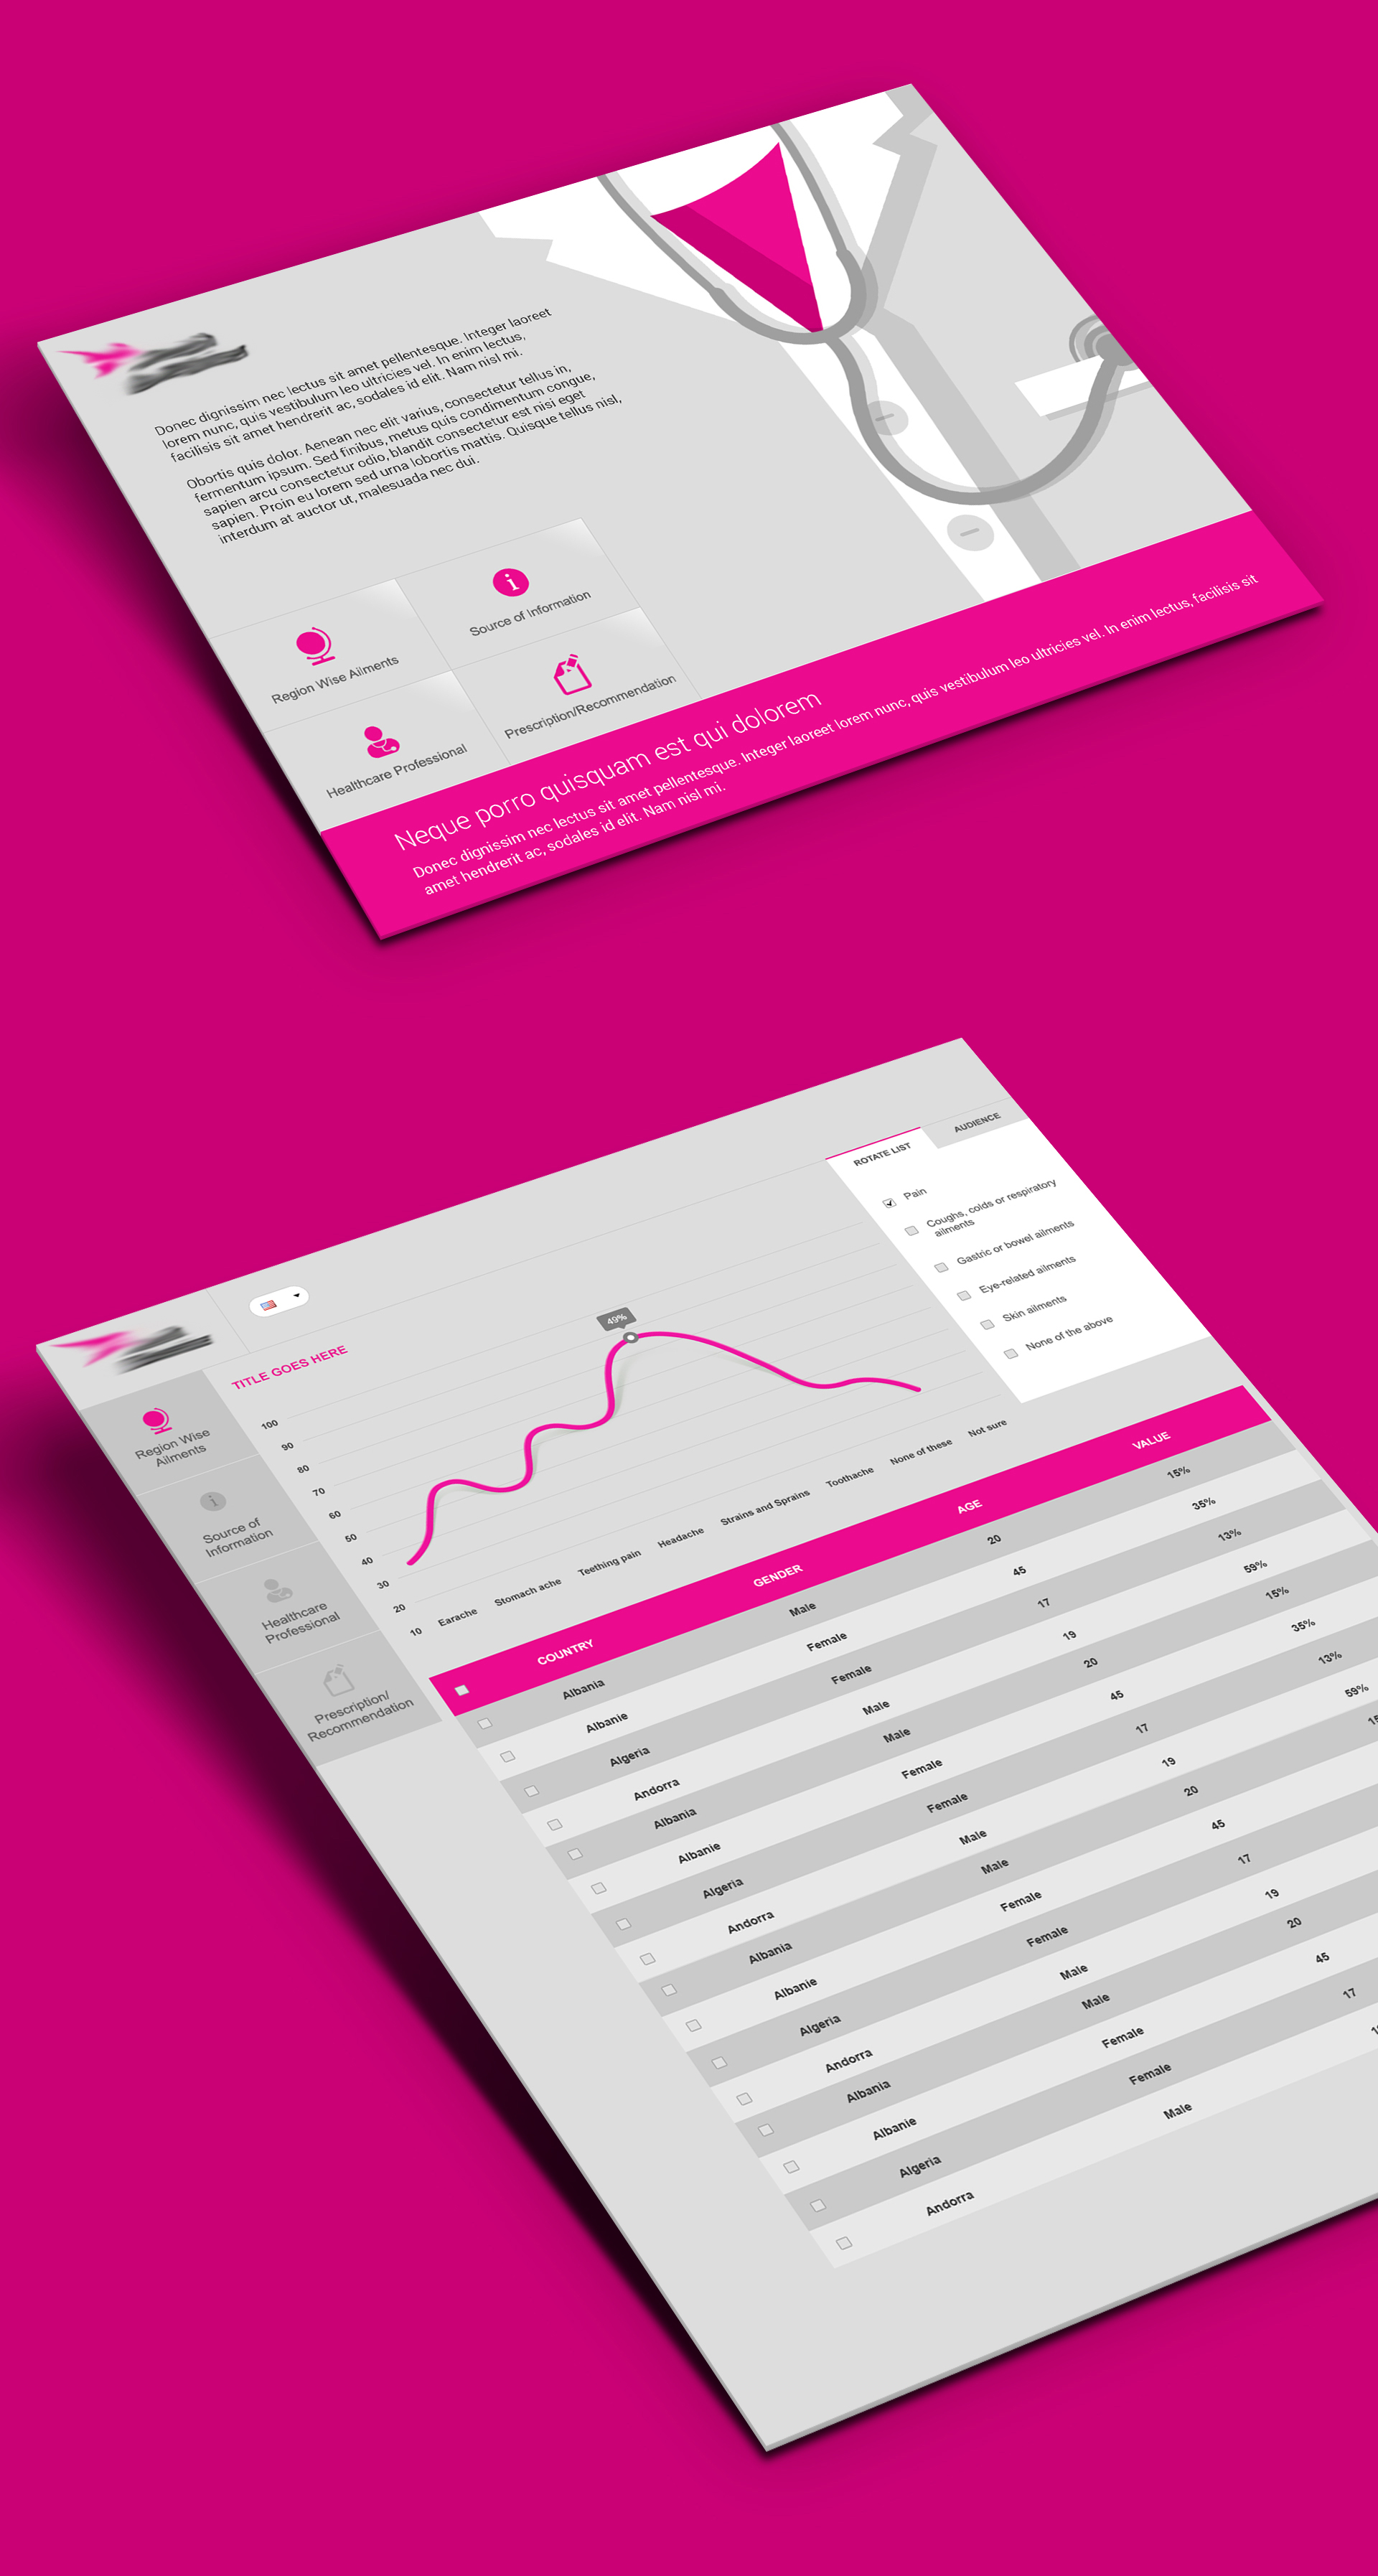 Donec dignissim nec lectus sit amet pellentesque. Integer laoreet
lorem nunc, quis vestibulum leo ultricies vel. In enim lectus,
facilisis sit amet hendrerit ac, sodales id elit. Nam nisl mi.
Obortis quis dolor. Aenean nec elit varius, consectetur tellus in,
fermentum ipsum. Sed finibus, metus quis condimentum congue,
sapien arcu consectetur odio, blandit consectetur est nisi eget
sapien. Proin eu lorem sed urna lobortis mattis. Quisque tellus nisl,
interdum at auctor ut, malesuada nec dui.
Region Wise Ailments
Source of Information
Healthcare Professional
Prescription/Recommendation
Neque porro quisquam est qui dolorem
Donec dignissim nec lectus sit amet pellentesque. Integer laoreet lorem nunc, quis vestibulum leo ultricies vel. In enim lectus, facilisis sit
amet hendrerit ac, sodales id elit. Nam nisl mi.
Region Wise
Ailments
Source of
Information
Healthcare
Professional
Prescription/
Recommendation
TITLE GOES HERE
100
90
80
70
60
50
40
30
20
10
49%
Earache
Stomach ache
Teething pain
Headache
Strains and Sprains
Toothache
None of these
Not sure
ROTATE LIST
AUDIENCE
Pain
Coughs, colds or respiratory
ailments
Gastric or bowel ailments
Eye-related ailments
Skin ailments
None of the above
COUNTRY GENDER AGE VALUE
Albania Male 20 15%
Albanie Female 45 35%
Algeria Female 17 13%
Andorra Male 19 59%
Albania Male 20 15%
Albanie Female 45 35%
Algeria Female 17 13%
Andorra Male 19 59%
Albania Male 20
Albanie Female 45
Algeria Female 17
Andorra Male 19
Albania Male 20
Albanie Female 45
Algeria Female 17
Andorra Male